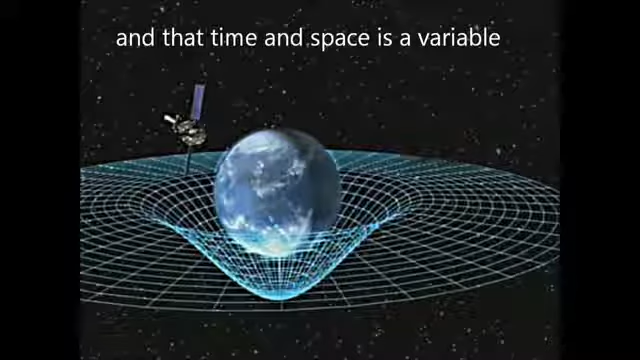 and that time and space is a variable